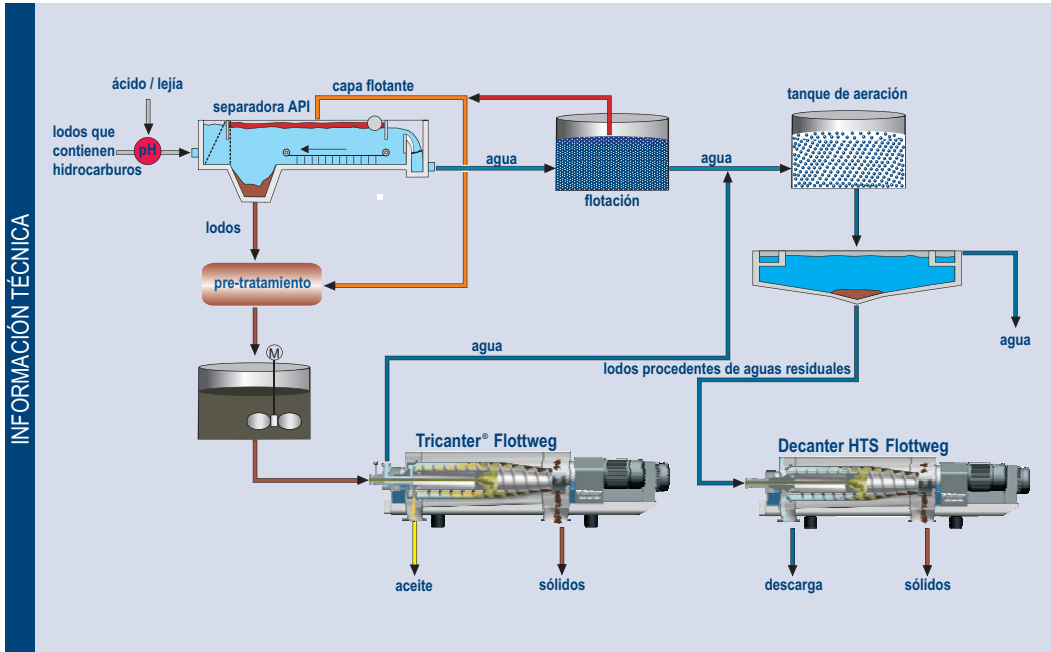 INFORMACIÓN TÉCNICA
ácido / lejía
capa flotante
separadora API
tanque de aeración
lodos que
contienen
hidrocarburos
pH
agua
agua
flotación
lodos
pre-tratamiento
M
agua
agua
lodos procedentes de aguas residuales
Tricanter® Flottweg
Decanter HTS Flottweg
aceite
sólidos
descarga
sólidos